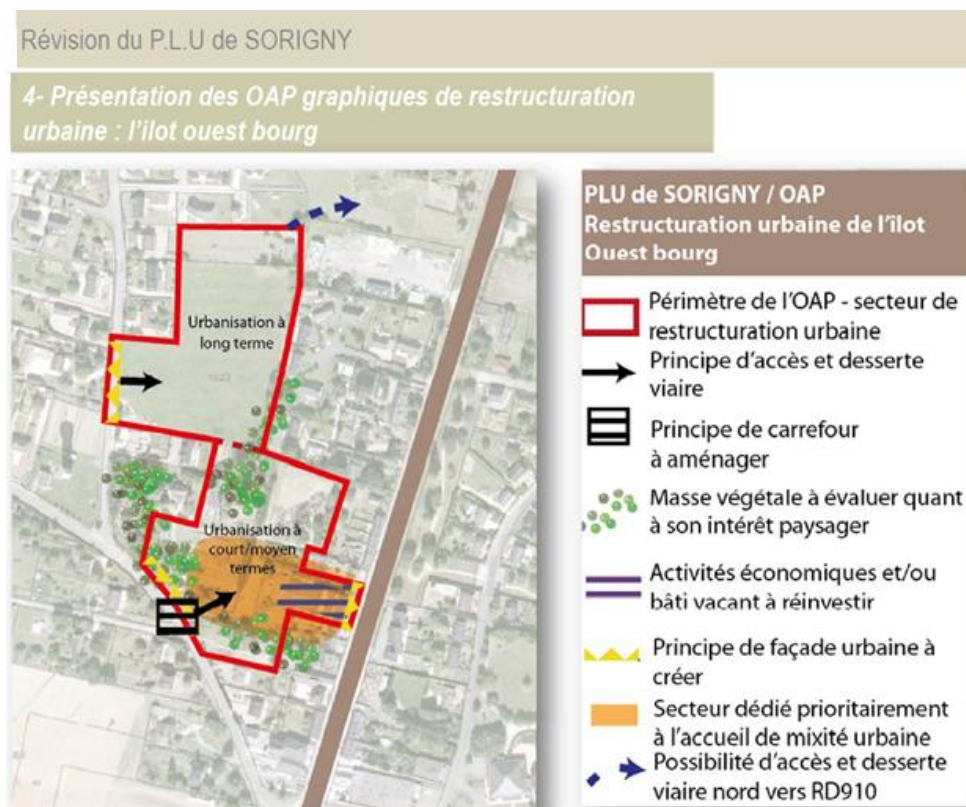 Révision du P.L.U de SORIGNY
4- Présentation des OAP graphiques de restructuration
urbaine : l'ilot ouest bourg
Urbanisation à
long terme
Urbanisation à
court/moyen
termes
PLU de SORIGNY / OAP
Restructuration urbaine de l'îlot
Ouest bourg
Périmètre de l'OAP - secteur de
restructuration urbaine
Principe d'accès et desserte
viaire
Principe de carrefour
à aménager
Masse végétale à évaluer quant
à son intérêt paysager
Activités économiques et/ou
bâti vacant à réinvestir
Principe de façade urbaine à
créer
Secteur dédié prioritairement
à l'accueil de mixité urbaine
Possibilité d'accès et desserte
viaire nord vers RD910